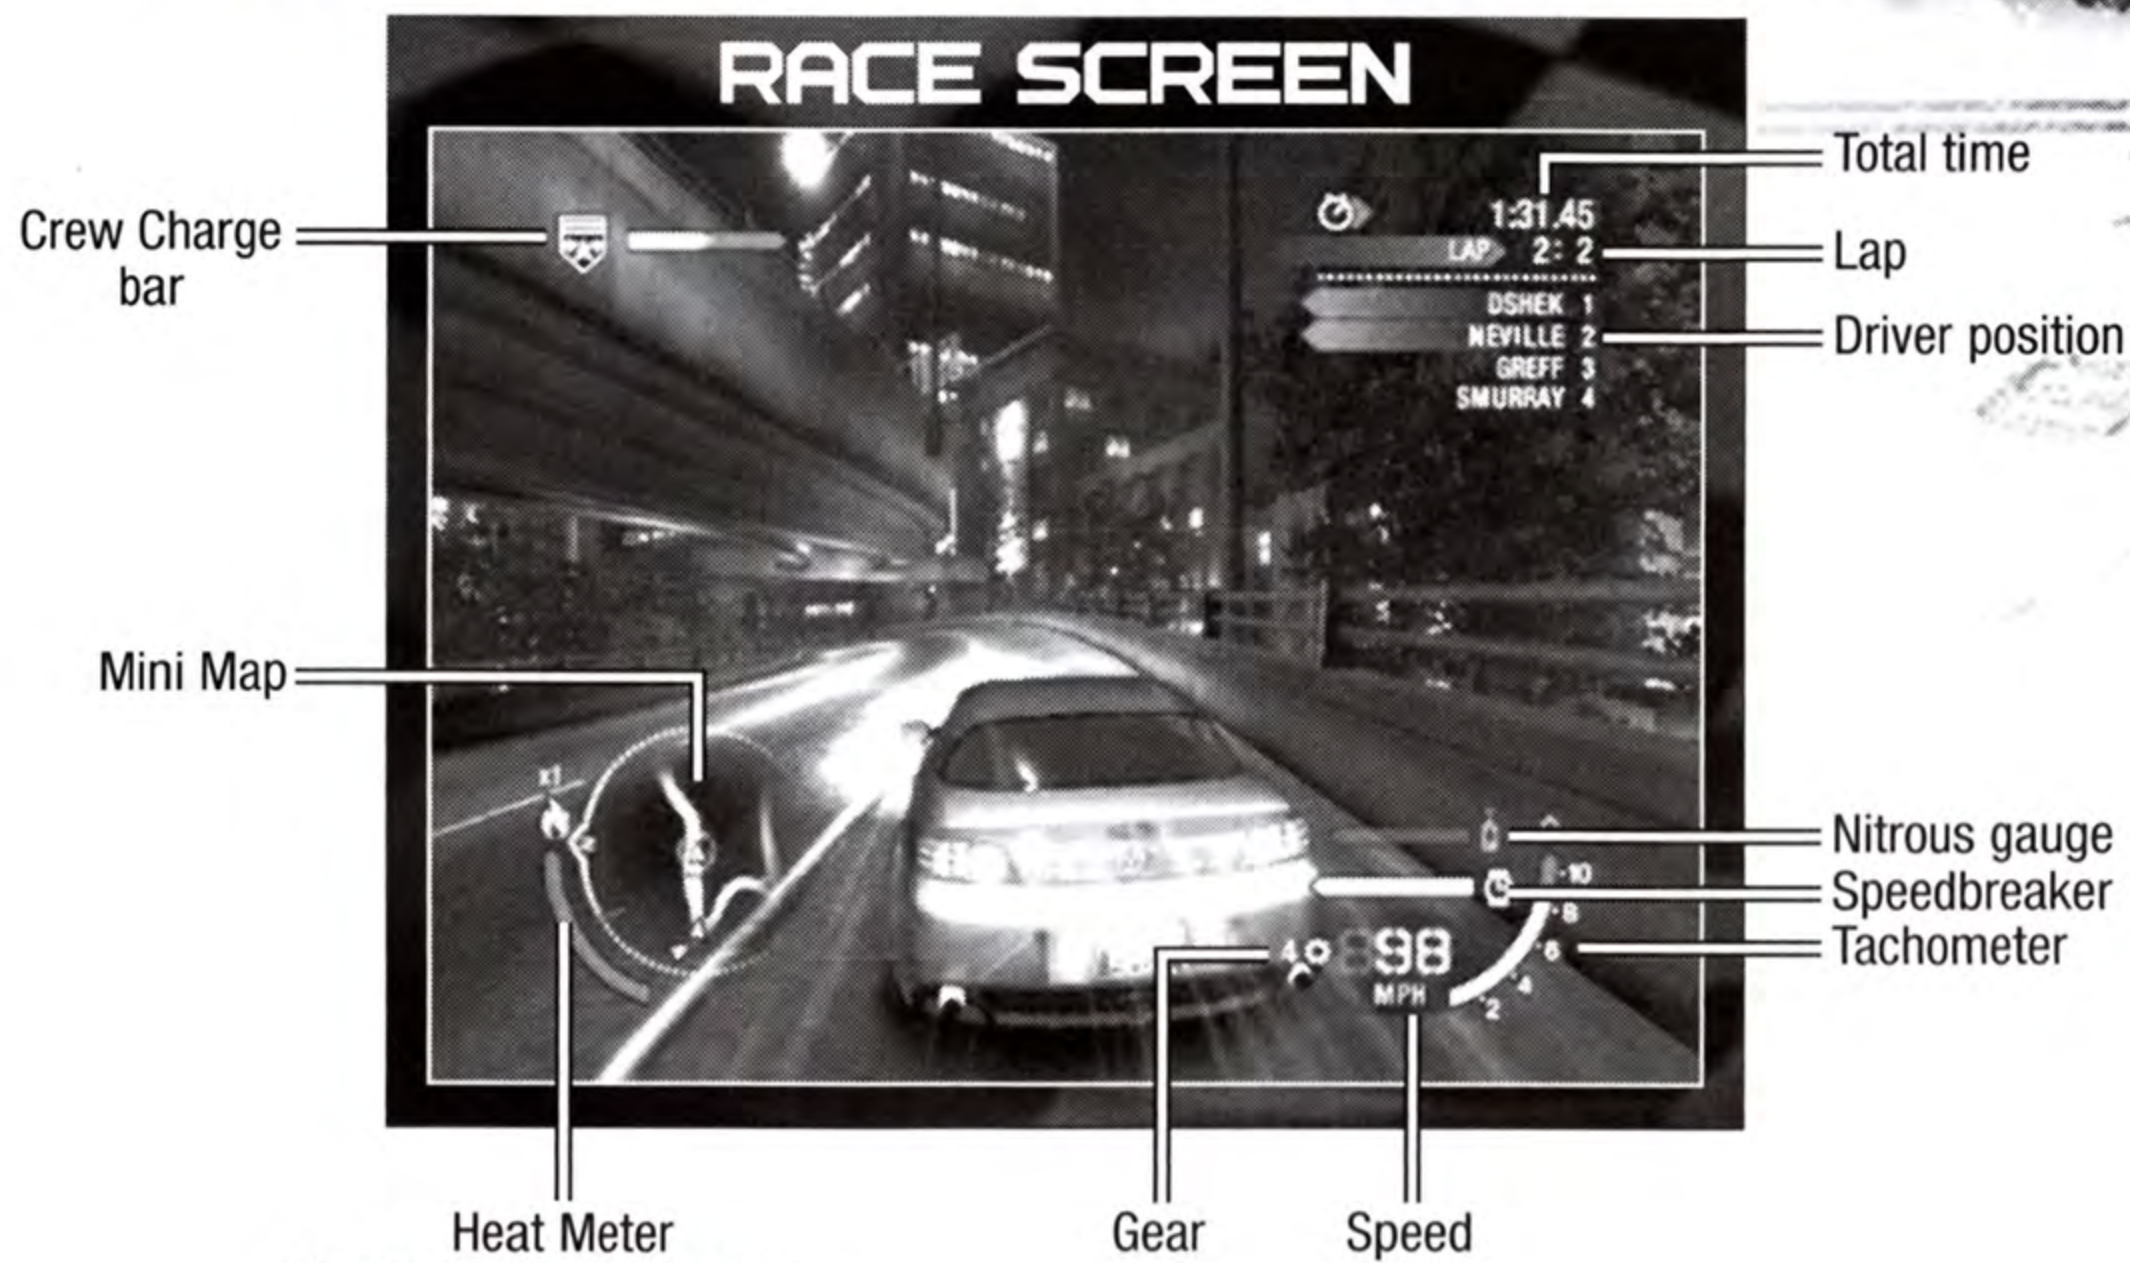 RACE SCREEN
Total time
Crew Charge
bar
1:31.45
LAP 2: 2
Lap
DSHEK 1
NEVILLE 2
Driver position
GREFF 3
SMURRAY 4
Mini Map
x1
Nitrous gauge
10
Speedbreaker
8
Tachometer
6
4 98
MPH
4
2
Heat Meter
Gear
Speed